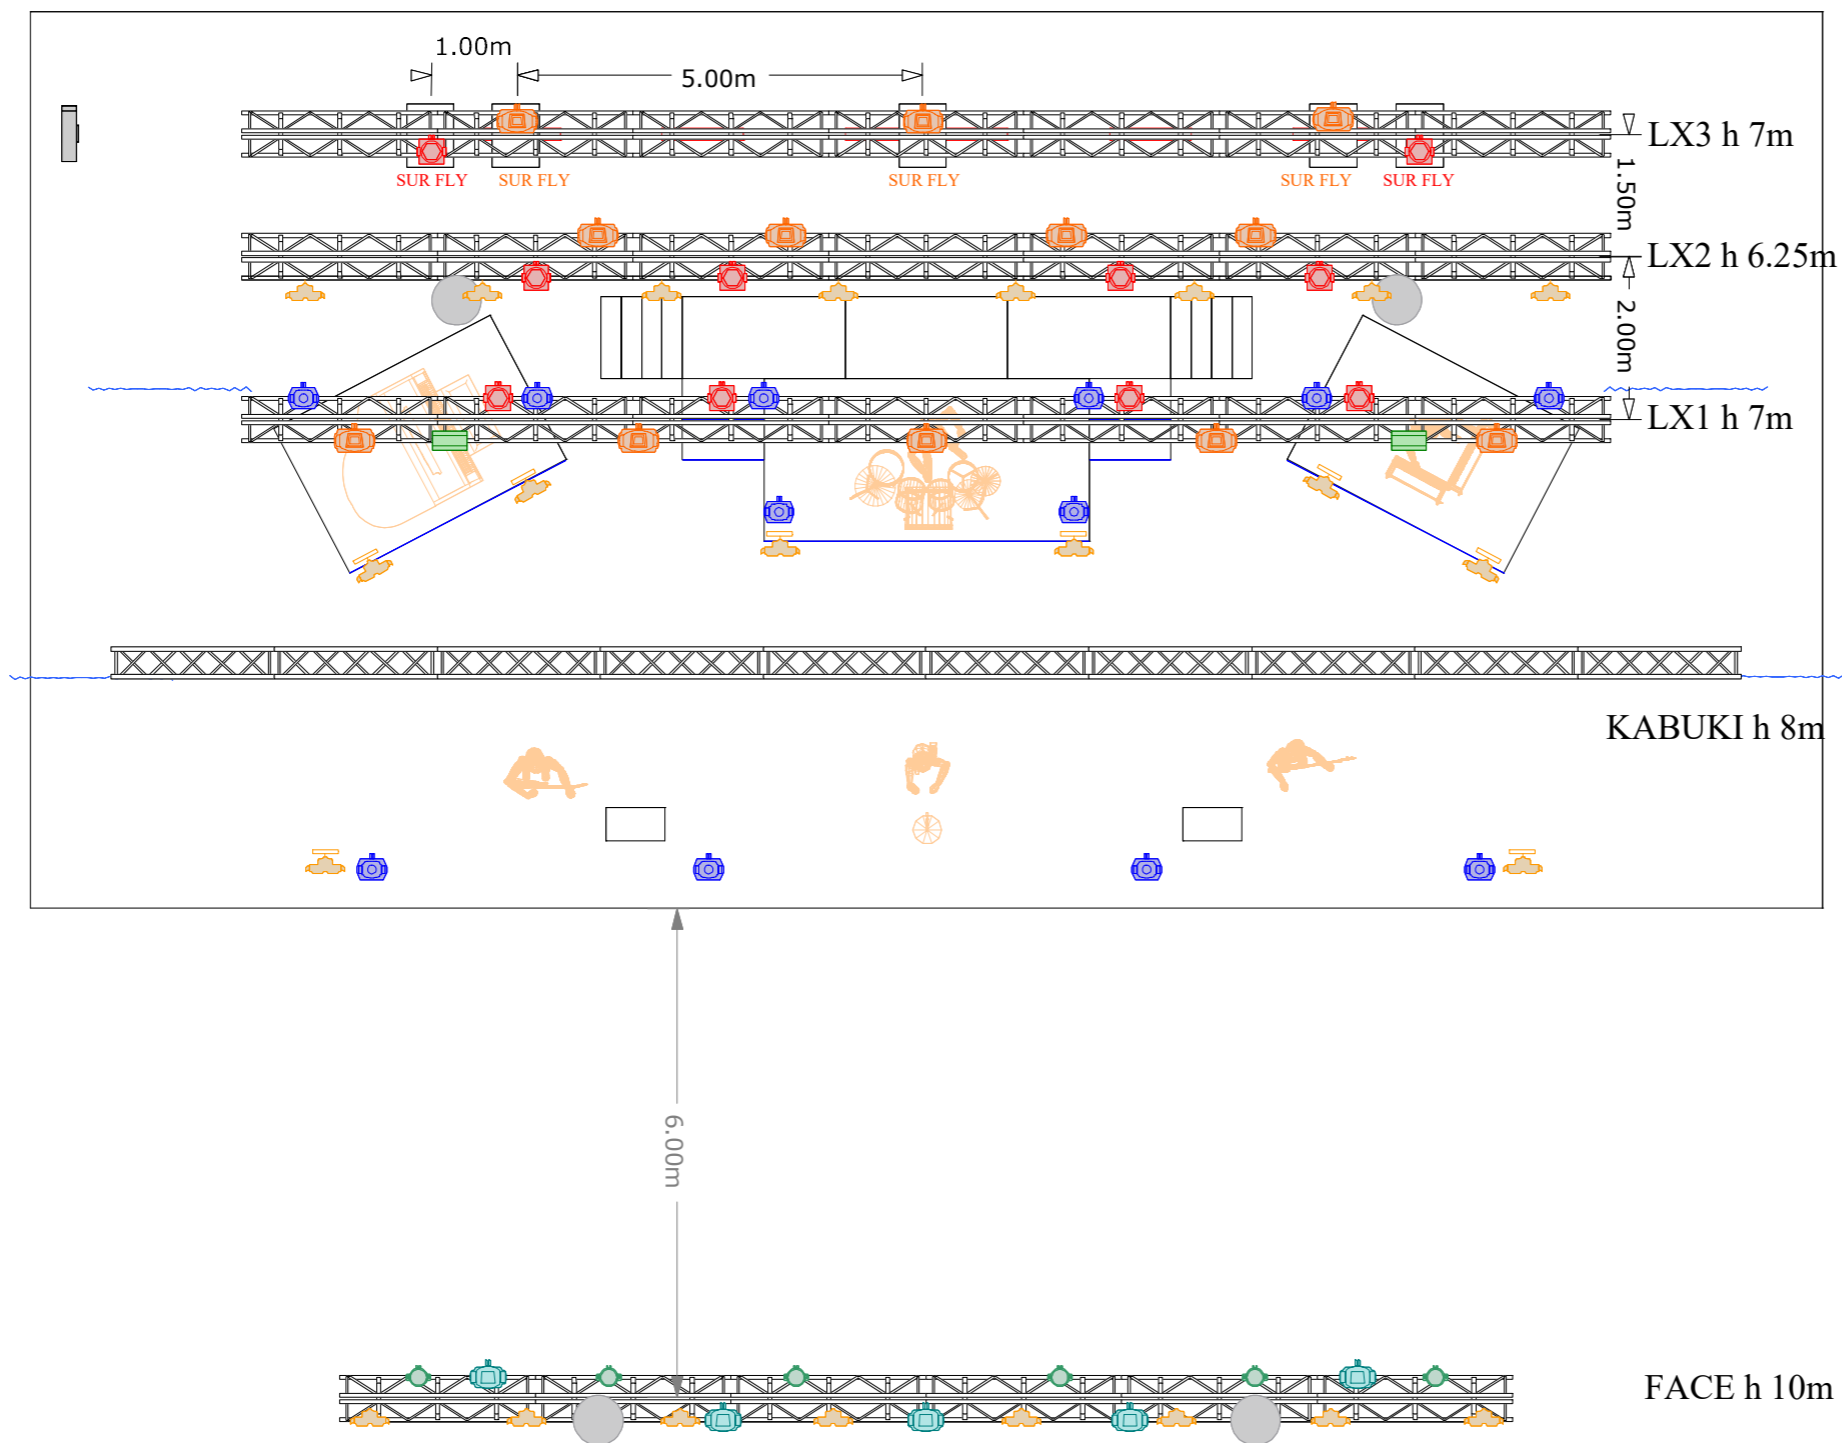 1.00m
5.00m
LX3 h 7m
SUR FLY
SUR FLY
SUR FLY
SUR FLY
SUR FLY
1.50m
LX2 h 6.25m
2.00m
LX1 h 7m
KABUKI h 8m
6.00m
FACE h 10m